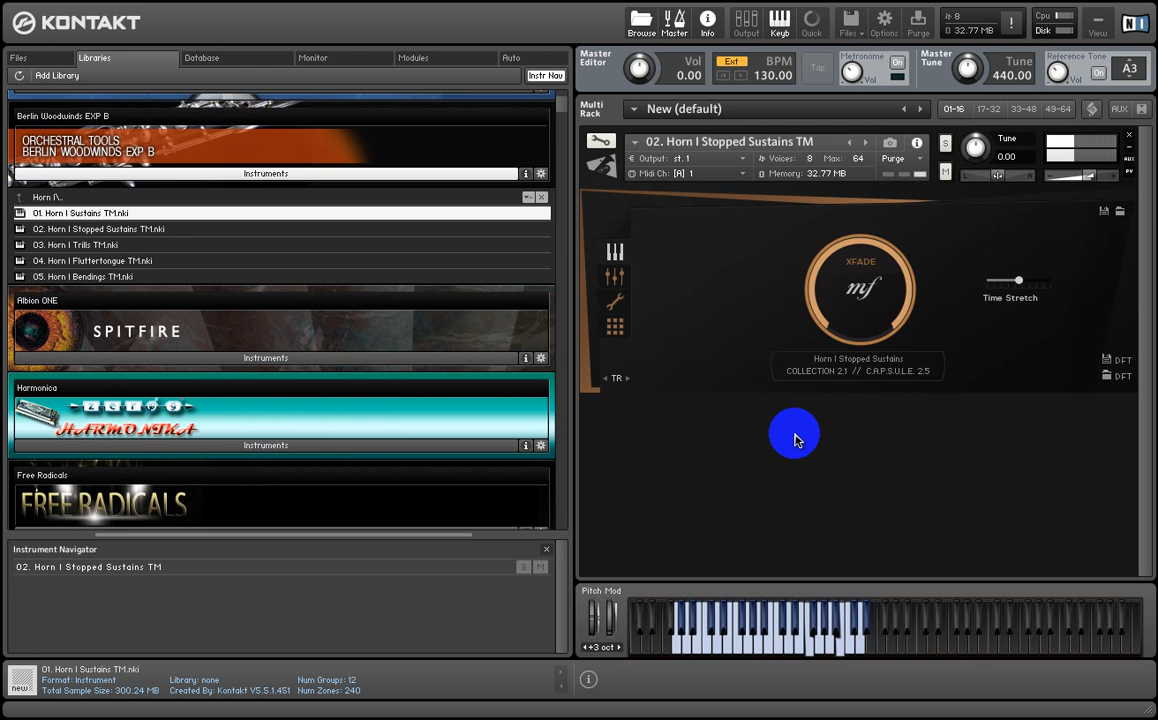 KONTAKT
Browse Master Info Output Keyb Quick Files Options Purge
8
32.77 MB
!
Cpu
Disk
View
NI
Files Libraries Database Monitor Modules Auto
Add Library
Instr Nav
Berlin Woodwinds EXP B
ORCHESTRAL TOOLS
BERLIN WOODWINDS EXP B
Instruments
Horn I\..
01. Horn I Sustains TM.nki
02. Horn I Stopped Sustains TM.nki
03. Horn I Trills TM.nki
04. Horn I Fluttertongue TM.nki
05. Horn I Bendings TM.nki
Albion ONE
SPITFIRE
Instruments
Harmonica
ZERO-G
HARMONIKA
Instruments
Free Radicals
FREE RADICALS
Instrument Navigator
02. Horn I Stopped Sustains TM
S M
new
01. Horn I Sustains TM.nki
Format: Instrument Library: none Num Groups: 12
Total Sample Size: 300.24 MB Created By: Kontakt V5.5.1.451 Num Zones: 240
Master Editor
Vol
0.00
Ext
BPM
130.00
Tap
Metronome
On
Vol
Master Tune
Tune
440.00
Reference Tone
Vol
On
A3
Multi Rack
New (default)
01-16 17-32 33-48 49-64
AUX
02. Horn I Stopped Sustains TM
Output: st.1 Voices: 8 Max: 64 Purge
Midi Ch: [A] 1 Memory: 32.77 MB
S
M
Tune
0.00
AUX
PV
XFADE
mf
Time Stretch
Horn I Stopped Sustains
COLLECTION 2.1 // C.A.P.S.U.L.E. 2.5
TR
DFT
DFT
Pitch Mod
+3 oct